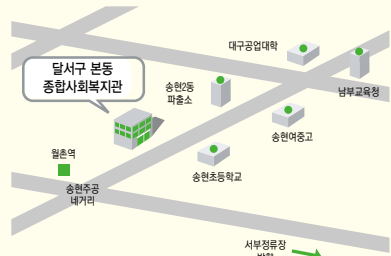 대구공업대학
달서구 본동
종합사회복지관
송현2동
파출소
남부교육청
송현여중고
월촌역
송현초등학교
송현주공
네거리
서부정류장
방향